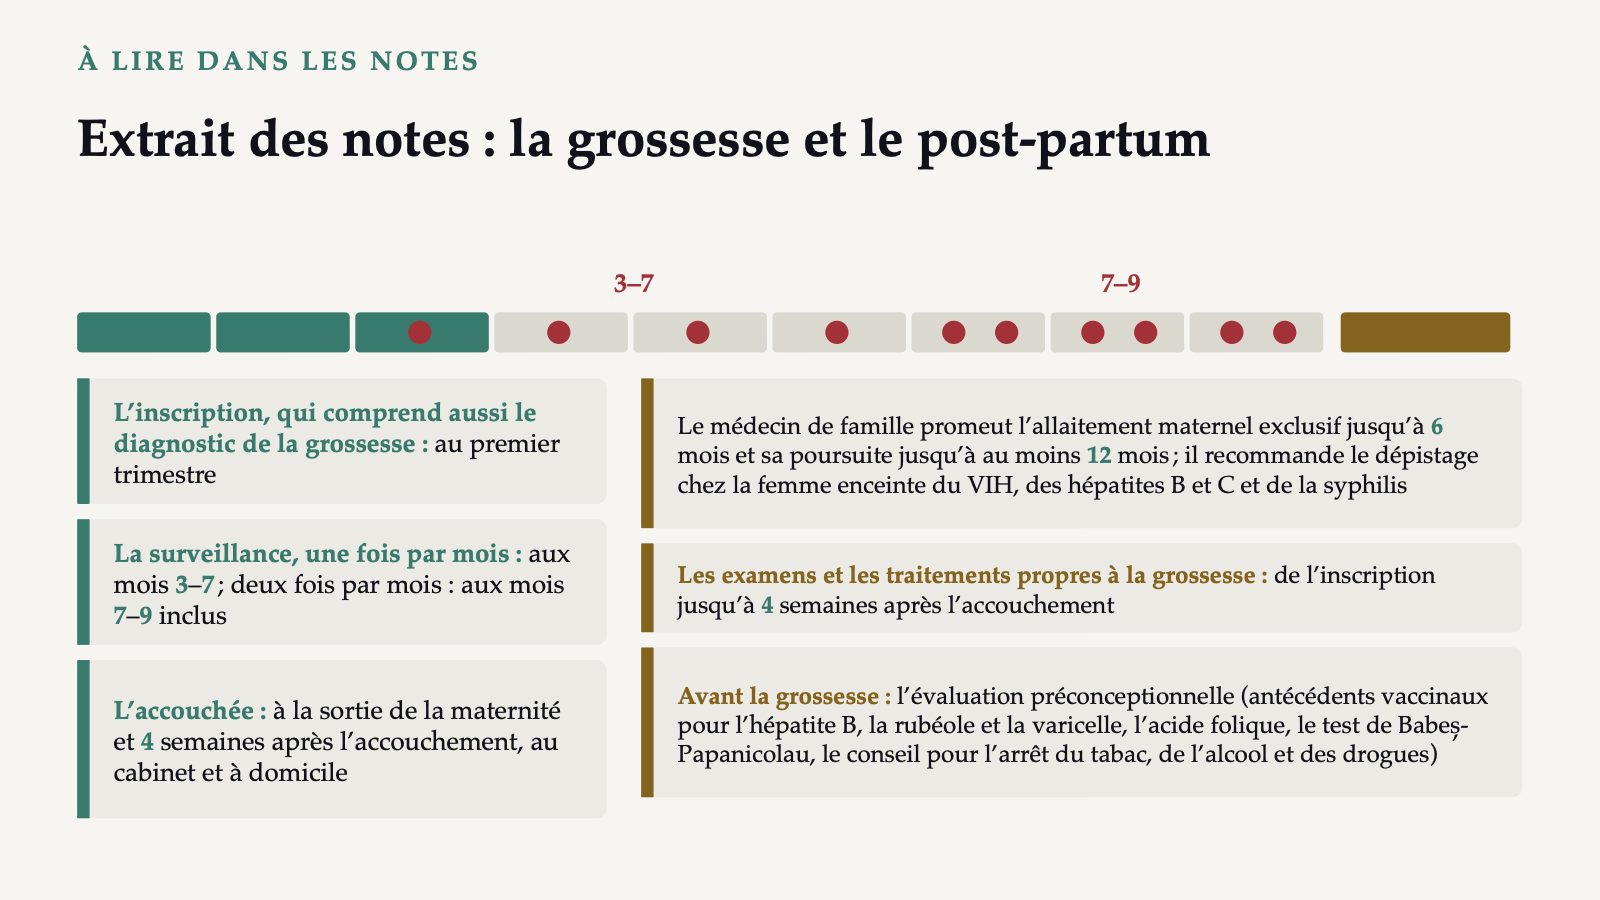 À LIRE DANS LES NOTES
Extrait des notes : la grossesse et le post-partum
3–7
7–9
L’inscription, qui comprend aussi le
diagnostic de la grossesse : au premier
trimestre
La surveillance, une fois par mois : aux
mois 3–7 ; deux fois par mois : aux mois
7–9 inclus
L’accouchée : à la sortie de la maternité
et 4 semaines après l’accouchement, au
cabinet et à domicile
Le médecin de famille promeut l’allaitement maternel exclusif jusqu’à 6
mois et sa poursuite jusqu’à au moins 12 mois ; il recommande le dépistage
chez la femme enceinte du VIH, des hépatites B et C et de la syphilis
Les examens et les traitements propres à la grossesse : de l’inscription
jusqu’à 4 semaines après l’accouchement
Avant la grossesse : l’évaluation préconceptionnelle (antécédents vaccinaux
pour l’hépatite B, la rubéole et la varicelle, l’acide folique, le test de Babeș-
Papanicolau, le conseil pour l’arrêt du tabac, de l’alcool et des drogues)